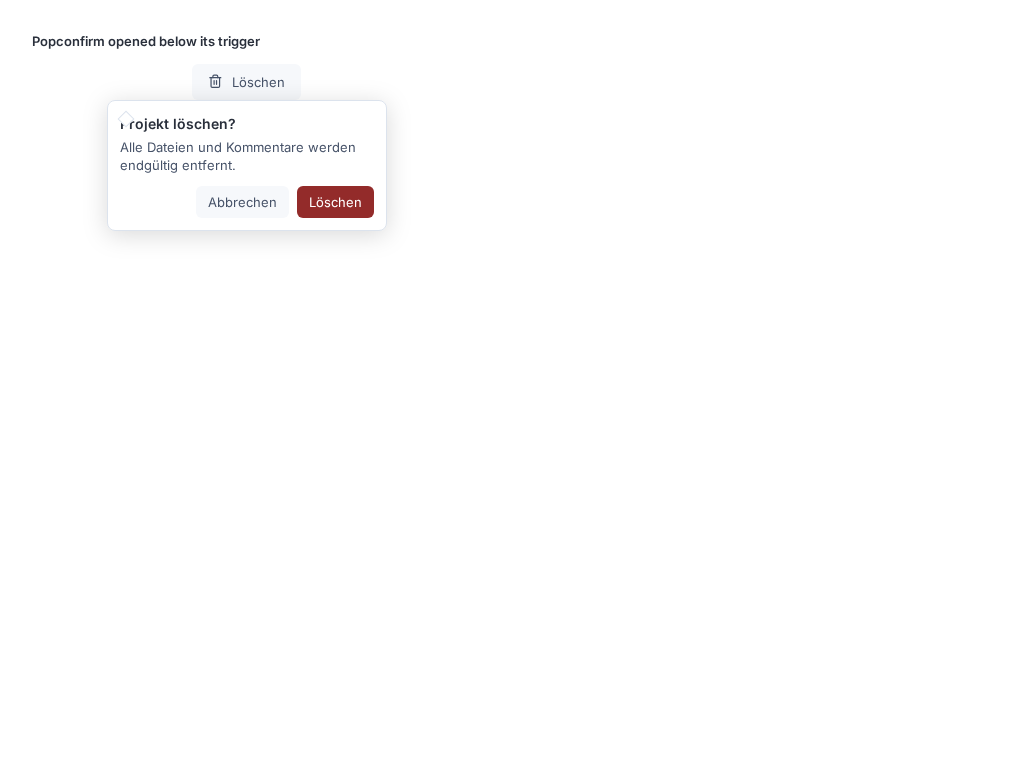 Popconfirm opened below its trigger
Löschen
Projekt löschen?
Alle Dateien und Kommentare werden
endgültig entfernt.
Abbrechen
Löschen